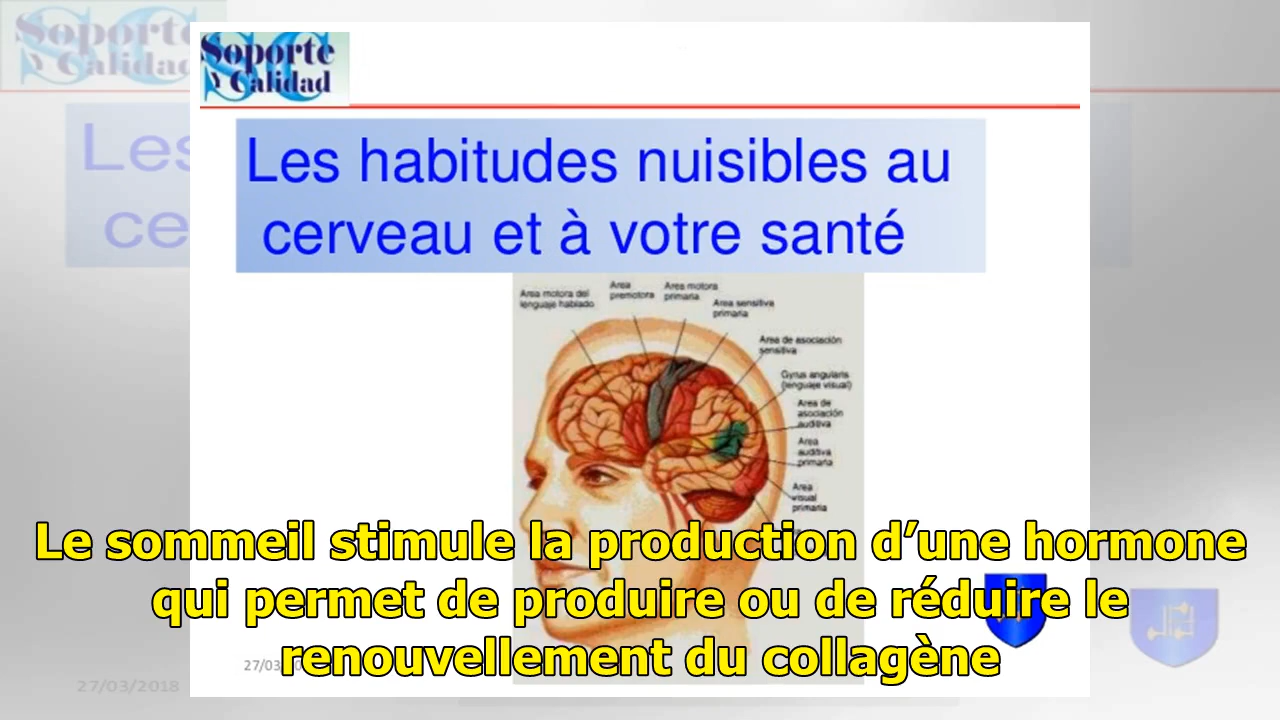 Soporte
y Calidad
Les habitudes nuisibles au
cerveau et à votre santé
Area motora del
lenguaje hablado
Area
premotora
Area motora
primaria
Area sensitiva
primaria
Area de asociación
sensitiva
Gyrus angularis
(lenguaje visual)
Area de
asociación
auditiva
Area
auditiva
primaria
Area
visual
primaria
Le sommeil stimule la production d’une hormone
qui permet de produire ou de réduire le
renouvellement du collagène
27/03/2018